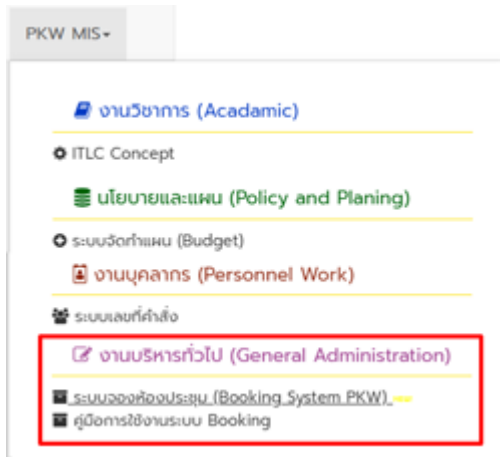 PKW MIS
งานวิชาการ (Acadamic)
ITLC Concept
นโยบายและแผน (Policy and Planing)
ระบบจัดทำแผน (Budget)
งานบุคลากร (Personnel Work)
ระบบเลขที่คำสั่ง
งานบริหารทั่วไป (General Administration)
ระบบจองห้องประชุม (Booking System PKW)
คู่มือการใช้งานระบบ Booking